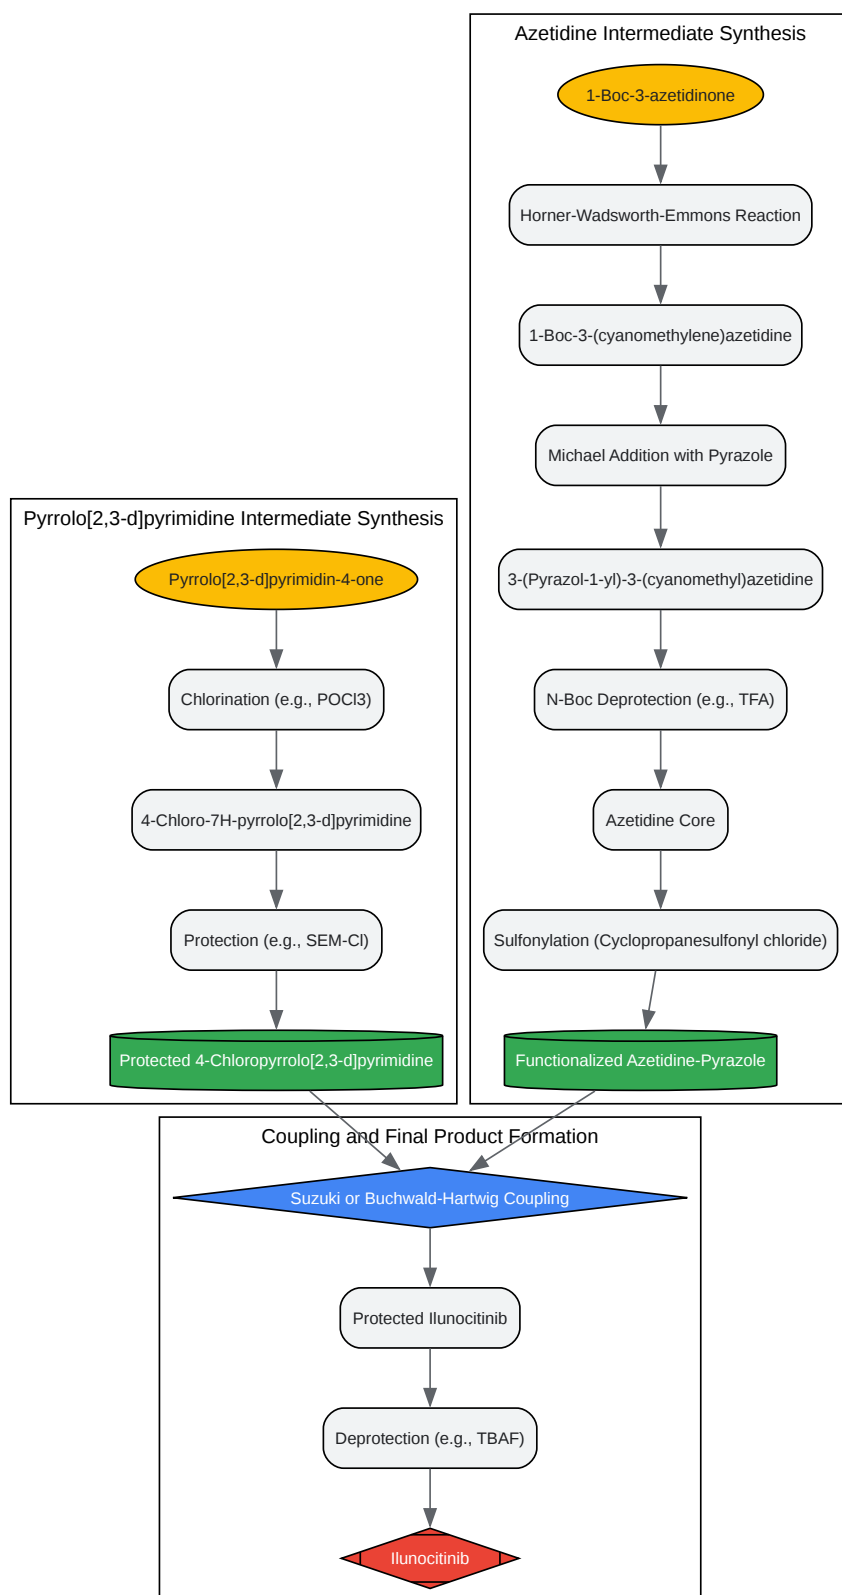 Azetidine Intermediate Synthesis
1-Boc-3-azetidinone
Horner-Wadsworth-Emmons Reaction
1-Boc-3-(cyanomethylene)azetidine
Michael Addition with Pyrazole
3-(Pyrazol-1-yl)-3-(cyanomethyl)azetidine
N-Boc Deprotection (e.g., TFA)
Azetidine Core
Sulfonylation (Cyclopropanesulfonyl chloride)
Functionalized Azetidine-Pyrazole
Pyrrolo[2,3-d]pyrimidine Intermediate Synthesis
Pyrrolo[2,3-d]pyrimidin-4-one
Chlorination (e.g., POCl3)
4-Chloro-7H-pyrrolo[2,3-d]pyrimidine
Protection (e.g., SEM-Cl)
Protected 4-Chloropyrrolo[2,3-d]pyrimidine
Coupling and Final Product Formation
Suzuki or Buchwald-Hartwig Coupling
Protected Ilunocitinib
Deprotection (e.g., TBAF)
Ilunocitinib